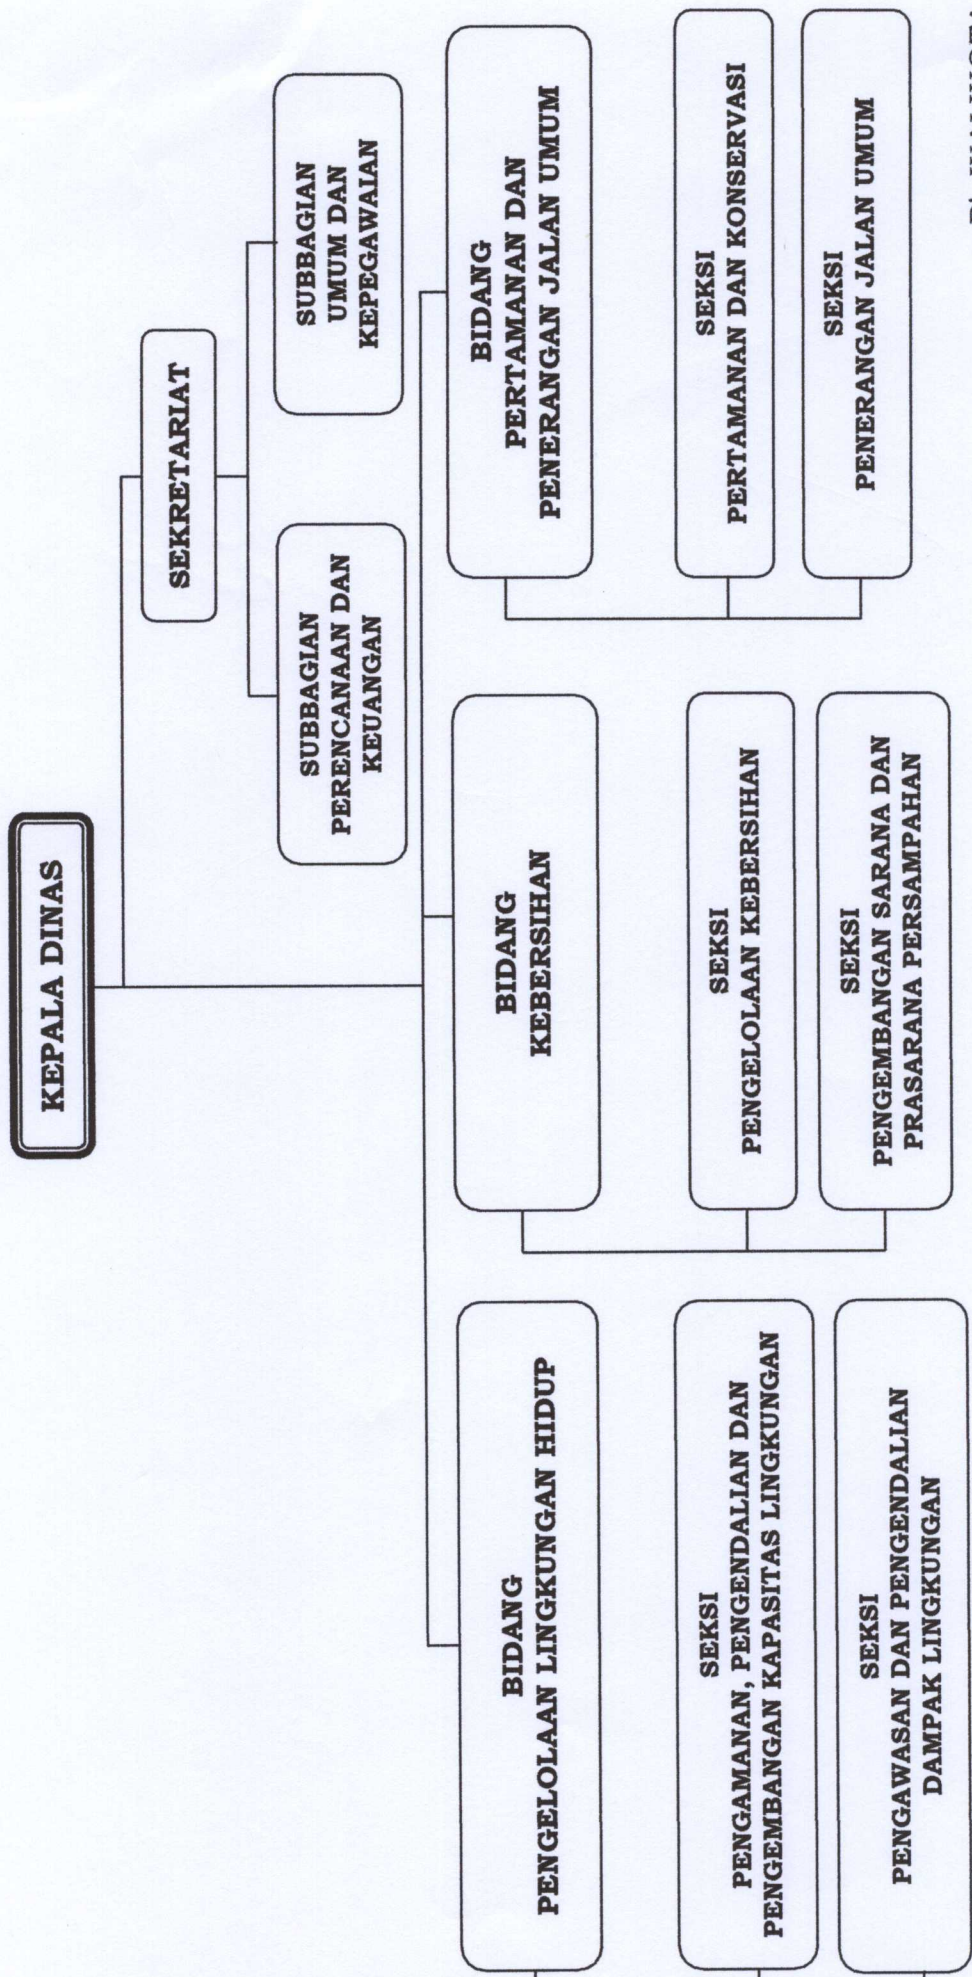 KEPALA DINAS
SEKRETARIAT
SUBBAGIAN
PERENCANAAN DAN
KEUANGAN
SUBBAGIAN
UMUM DAN
KEPEGAWAIAN
BIDANG
PENGELOLAAN LINGKUNGAN HIDUP
BIDANG
KEBERSIHAN
BIDANG
PERTAMANAN DAN
PENERANGAN JALAN UMUM
SEKSI
PENGAMANAN, PENGENDALIAN DAN
PENGEMBANGAN KAPASITAS LINGKUNGAN
SEKSI
PENGAWASAN DAN PENGENDALIAN
DAMPAK LINGKUNGAN
SEKSI
PENGELOLAAN KEBERSIHAN
SEKSI
PENGEMBANGAN SARANA DAN
PRASARANA PERSAMPAHAN
SEKSI
PERTAMANAN DAN KONSERVASI
SEKSI
PENERANGAN JALAN UMUM